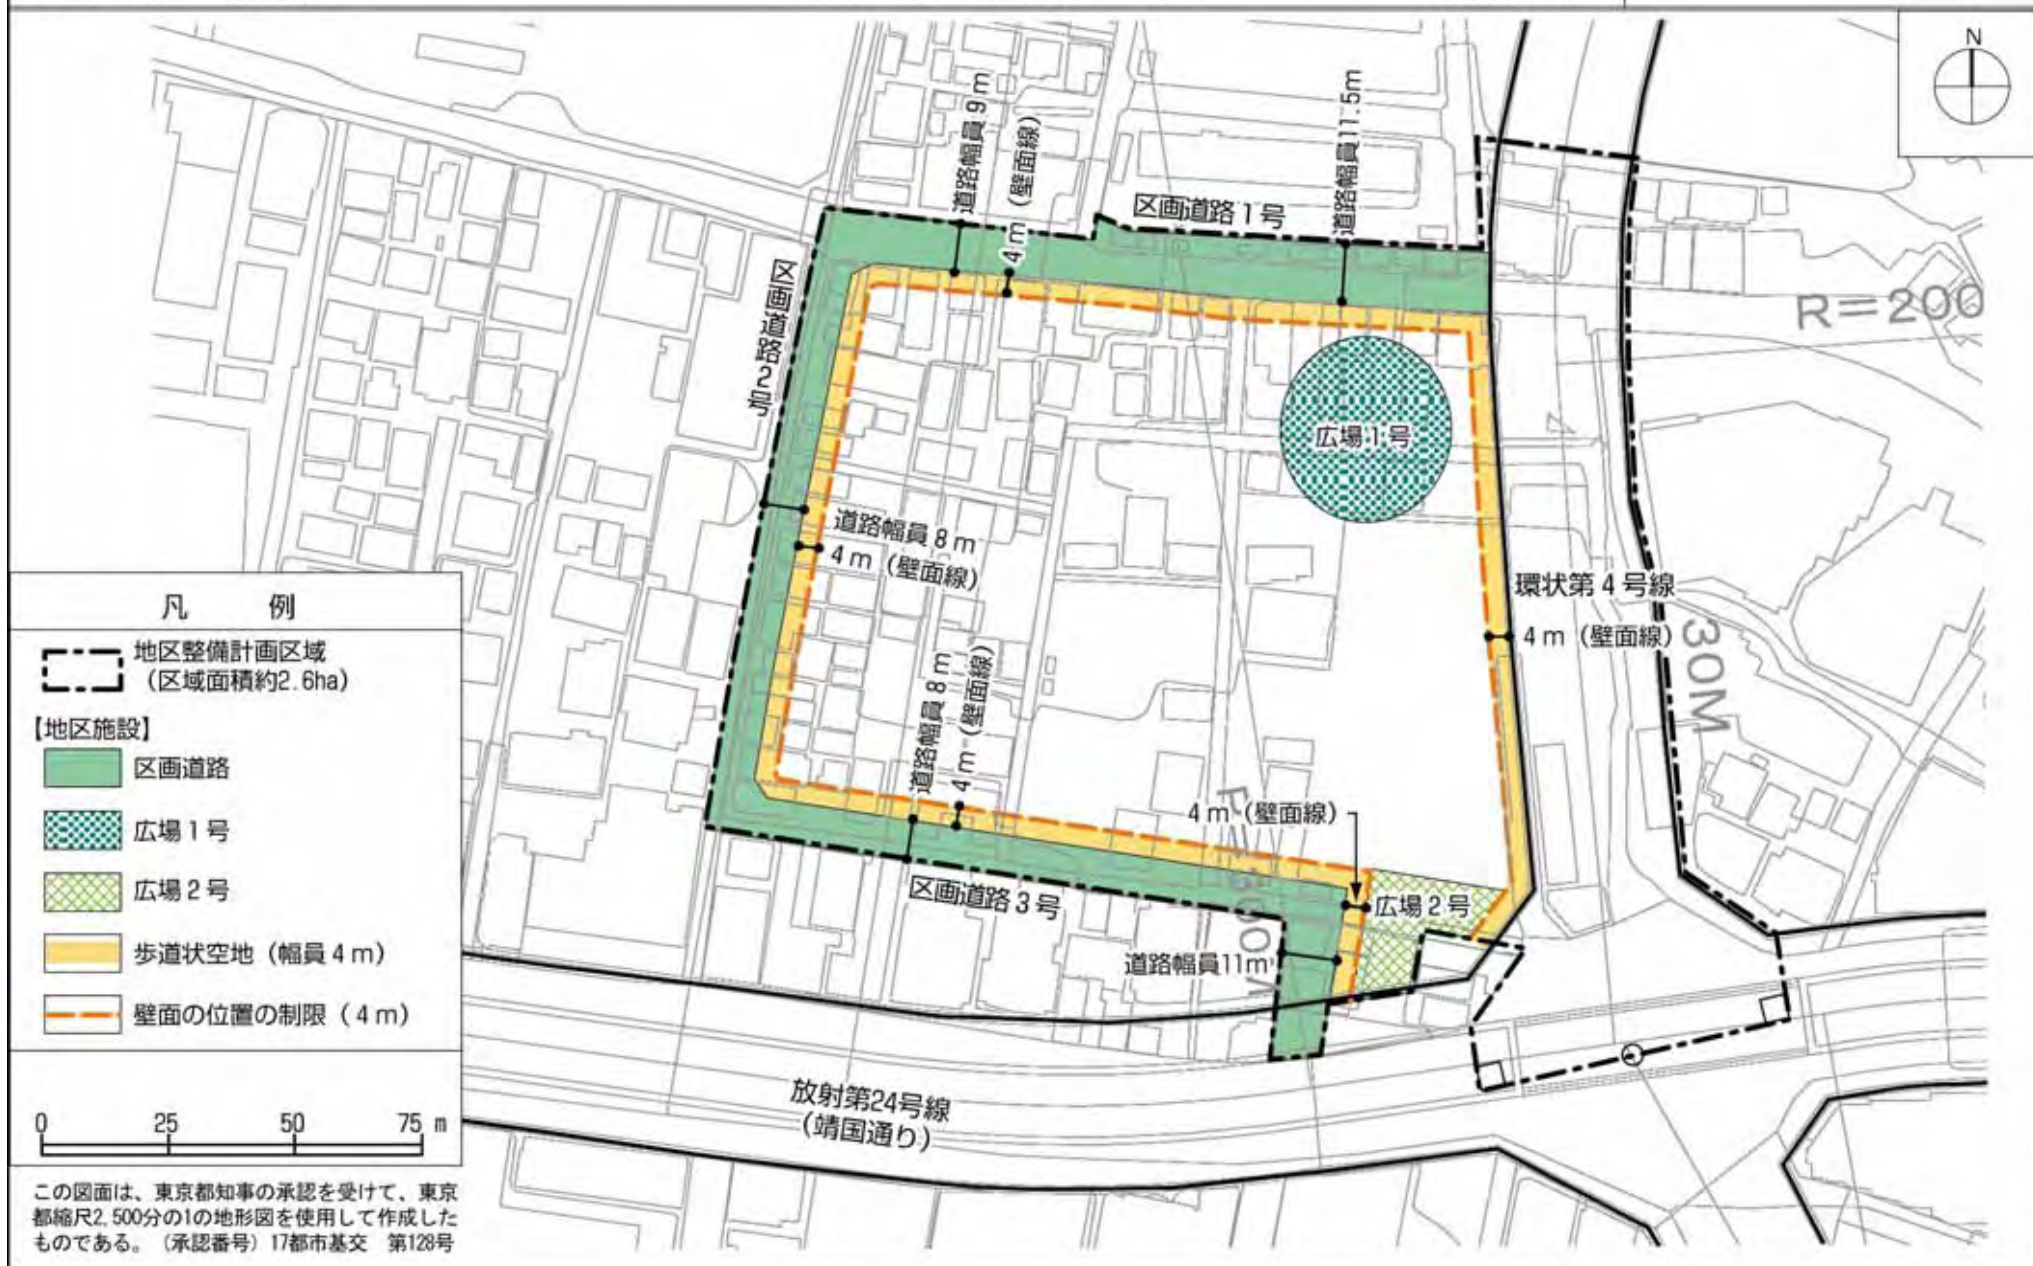 N
道路幅員9m
4m（壁面線）
道路幅員11.5m
区画道路1号
区画道路2号
R=200
広場1号
道路幅員8m
4m（壁面線）
環状第4号線
4m（壁面線）
30M
道路幅員8m
4m（壁面線）
4m（壁面線）
区画道路3号
広場2号
道路幅員11m
放射第24号線
（靖国通り）
凡　例
地区整備計画区域
（区域面積約2.6ha）
【地区施設】
区画道路
広場1号
広場2号
歩道状空地（幅員4m）
壁面の位置の制限（4m）
0 25 50 75 m
この図面は、東京都知事の承認を受けて、東京
都縮尺2,500分の1の地形図を使用して作成した
ものである。（承認番号）17都市基交　第128号